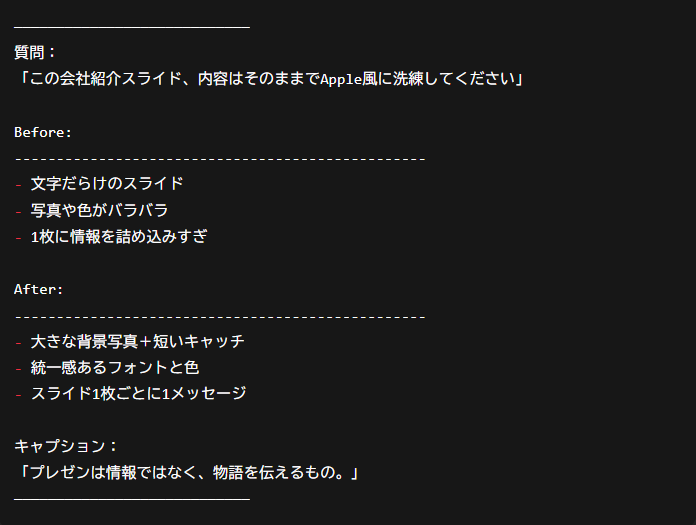 質問：
「この会社紹介スライド、内容はそのままでApple風に洗練してください」
Before:
-------------------------------------------------
- 文字だらけのスライド
- 写真や色がバラバラ
- 1枚に情報を詰め込みすぎ
After:
-------------------------------------------------
- 大きな背景写真＋短いキャッチ
- 統一感あるフォントと色
- スライド1枚ごとに1メッセージ
キャプション：
「プレゼンは情報ではなく、物語を伝えるもの。」